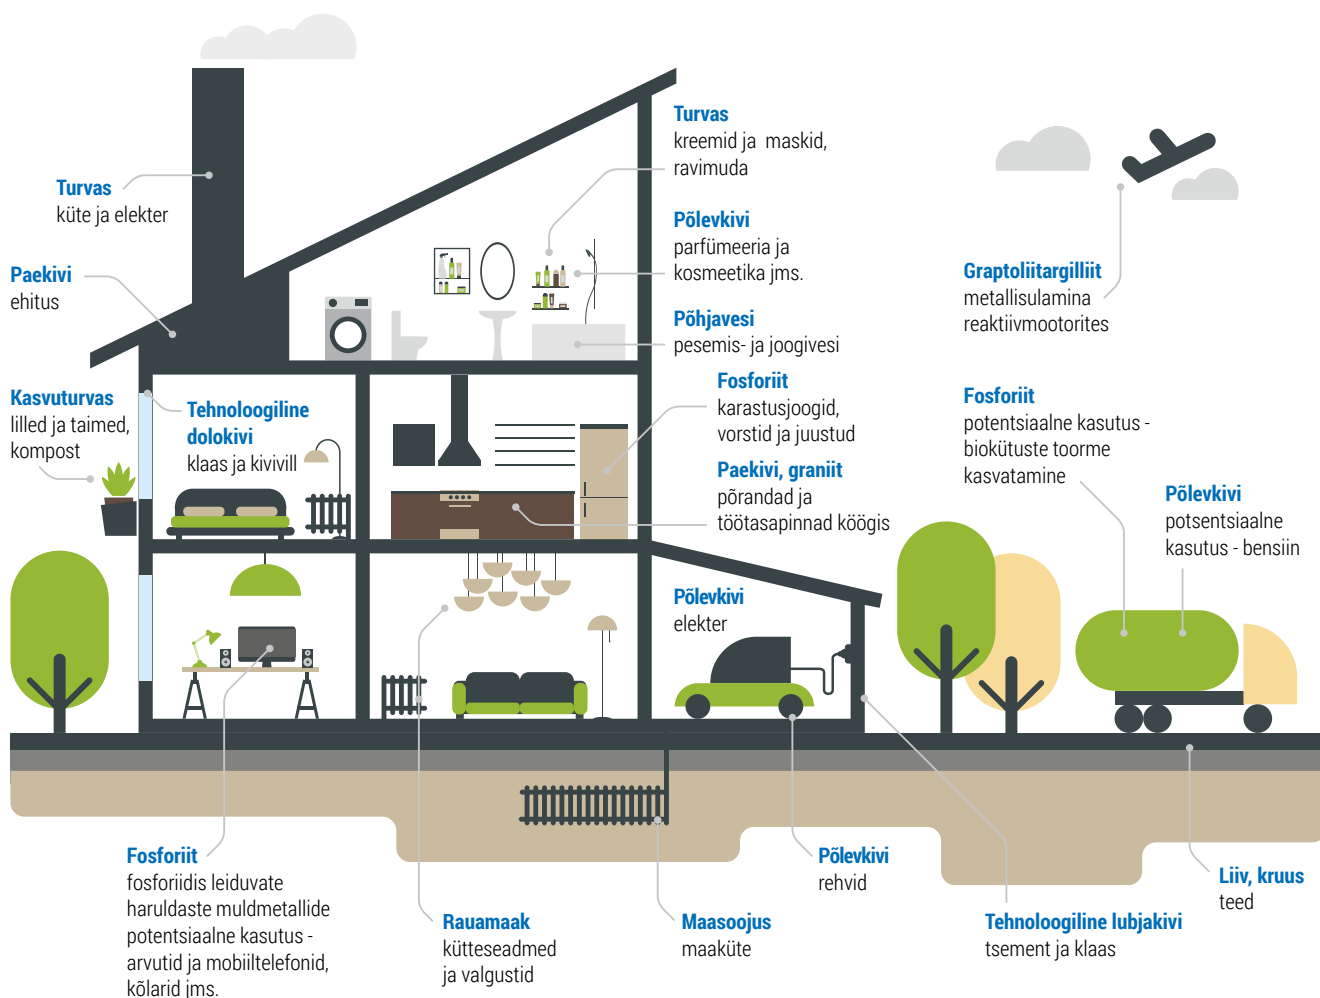 Turvas
küte ja elekter
Paekivi
ehitus
Kasvuturvas
lilled ja taimed,
kompost
Tehnoloogiline
dolokivi
klaas ja kivivill
Turvas
kreemid ja maskid,
ravimuda
Põlevkivi
parfümeeria ja
kosmeetika jms.
Põhjavesi
pesemis- ja joogivesi
Fosforiit
karastusjoogid,
vorstid ja juustud
Paekivi, graniit
põrandad ja
töötasapinnad köögis
Põlevkivi
elekter
Graptoliitargilliit
metallisulamina
reaktiivmootorites
Fosforiit
potentsiaalne kasutus -
biokütuste toorme
kasvatamine
Põlevkivi
potsentsiaalne
kasutus - bensiin
Fosforiit
fosforiidis leiduvate
haruldaste muldmetallide
potentsiaalne kasutus -
arvutid ja mobiiltelefonid,
kõlarid jms.
Rauamaak
kütteseadmed
ja valgustid
Maasoojus
maaküte
Põlevkivi
rehvid
Tehnoloogiline lubjakivi
tsement ja klaas
Liiv, kruus
teed